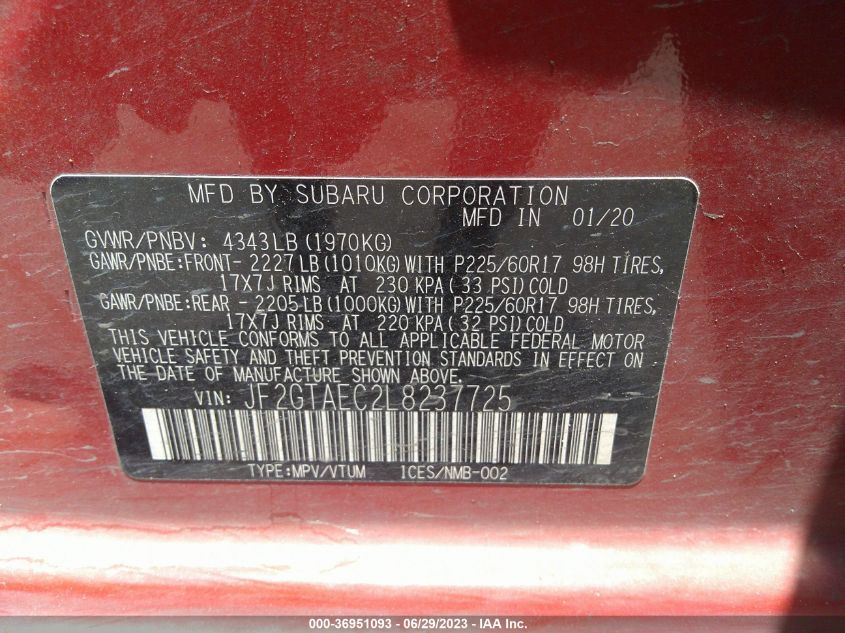 MFD BY SUBARU CORPORATION
MFD IN 01/20
GVWR/PNBV: 4343LB(1970KG)
GAWR/PNBE:FRONT- 2227LB(1010KG)WITH P225/60R17 98H TIRES,
17X7J RIMS AT 230 KPA(33 PSI)COLD
GAWR/PNBE:REAR - 2205LB(1000KG)WITH P225/60R17 98H TIRES,
17X7J RIMS AT 220 KPA(32 PSI)COLD
THIS VEHICLE CONFORMS TO ALL APPLICABLE FEDERAL MOTOR
VEHICLE SAFETY AND THEFT PREVENTION STANDARDS IN EFFECT ON
THE DATE OF MANUFACTURE SHOWN ABOVE.
VIN: JF2GTAEC2L8237725
TYPE:MPV/VTUM ICES/NMB-002
000-36951093 - 06/29/2023 - IAA Inc.